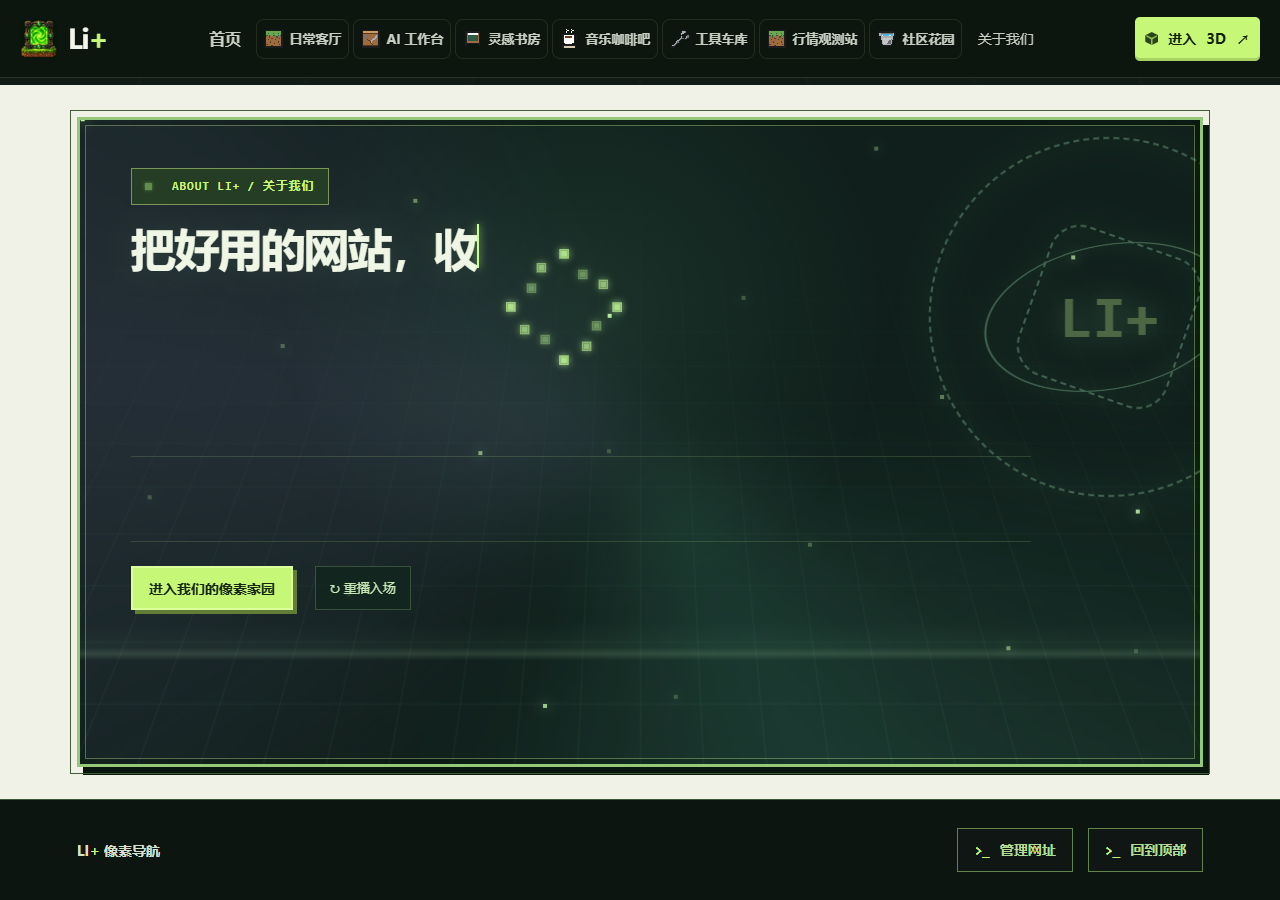 Li+
首页
日常客厅
AI 工作台
灵感书房
音乐咖啡吧
工具车库
行情观测站
社区花园
关于我们
进入 3D ↗
ABOUT LI+ / 关于我们
把好用的网站，收
LI+
进入我们的像素家园
↻ 重播入场
LI+ 像素导航
>_ 管理网址
>_ 回到顶部